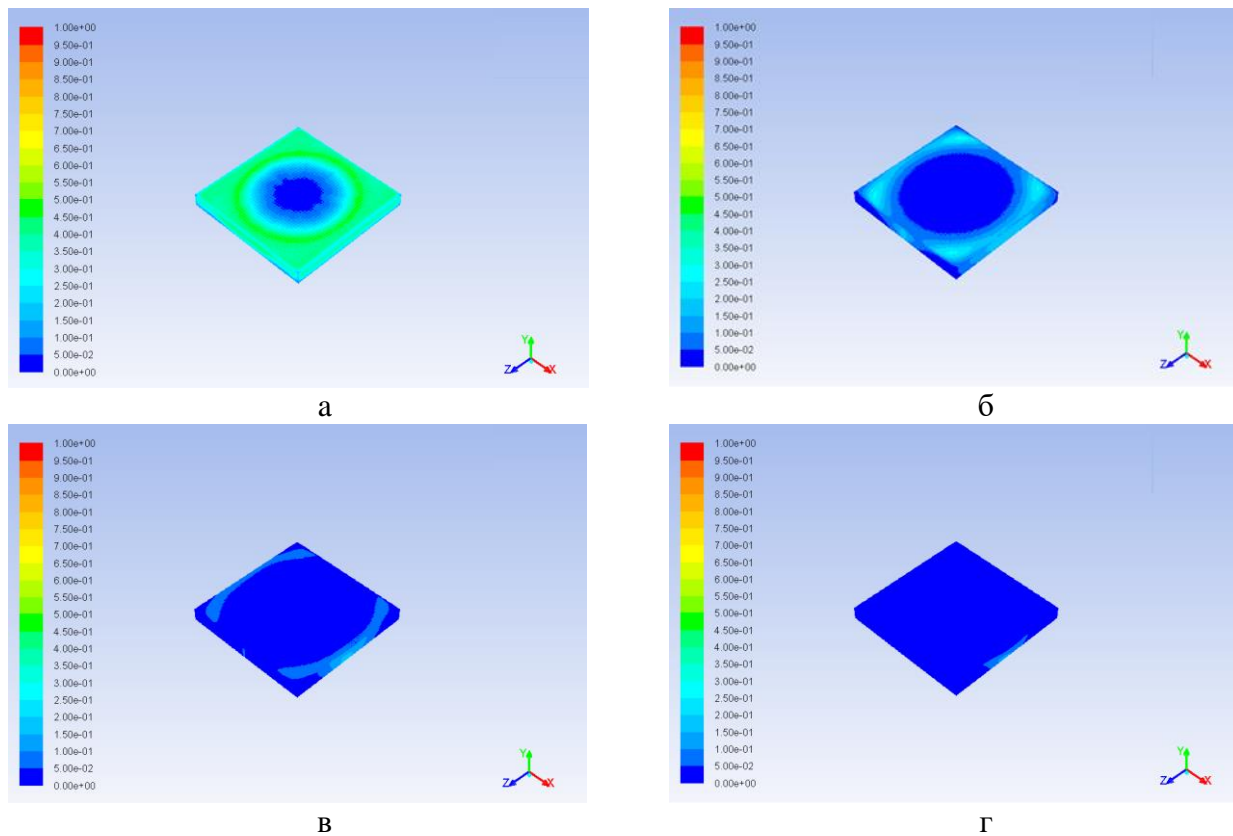 1.00e+00
9.50e-01
9.00e-01
8.50e-01
8.00e-01
7.50e-01
7.00e-01
6.50e-01
6.00e-01
5.50e-01
5.00e-01
4.50e-01
4.00e-01
3.50e-01
3.00e-01
2.50e-01
2.00e-01
1.50e-01
1.00e-01
5.00e-02
0.00e+00
Y
Z
X
а
1.00e+00
9.50e-01
9.00e-01
8.50e-01
8.00e-01
7.50e-01
7.00e-01
6.50e-01
6.00e-01
5.50e-01
5.00e-01
4.50e-01
4.00e-01
3.50e-01
3.00e-01
2.50e-01
2.00e-01
1.50e-01
1.00e-01
5.00e-02
0.00e+00
Y
Z
X
б
1.00e+00
9.50e-01
9.00e-01
8.50e-01
8.00e-01
7.50e-01
7.00e-01
6.50e-01
6.00e-01
5.50e-01
5.00e-01
4.50e-01
4.00e-01
3.50e-01
3.00e-01
2.50e-01
2.00e-01
1.50e-01
1.00e-01
5.00e-02
0.00e+00
Y
Z
X
в
1.00e+00
9.50e-01
9.00e-01
8.50e-01
8.00e-01
7.50e-01
7.00e-01
6.50e-01
6.00e-01
5.50e-01
5.00e-01
4.50e-01
4.00e-01
3.50e-01
3.00e-01
2.50e-01
2.00e-01
1.50e-01
1.00e-01
5.00e-02
0.00e+00
Y
Z
X
г